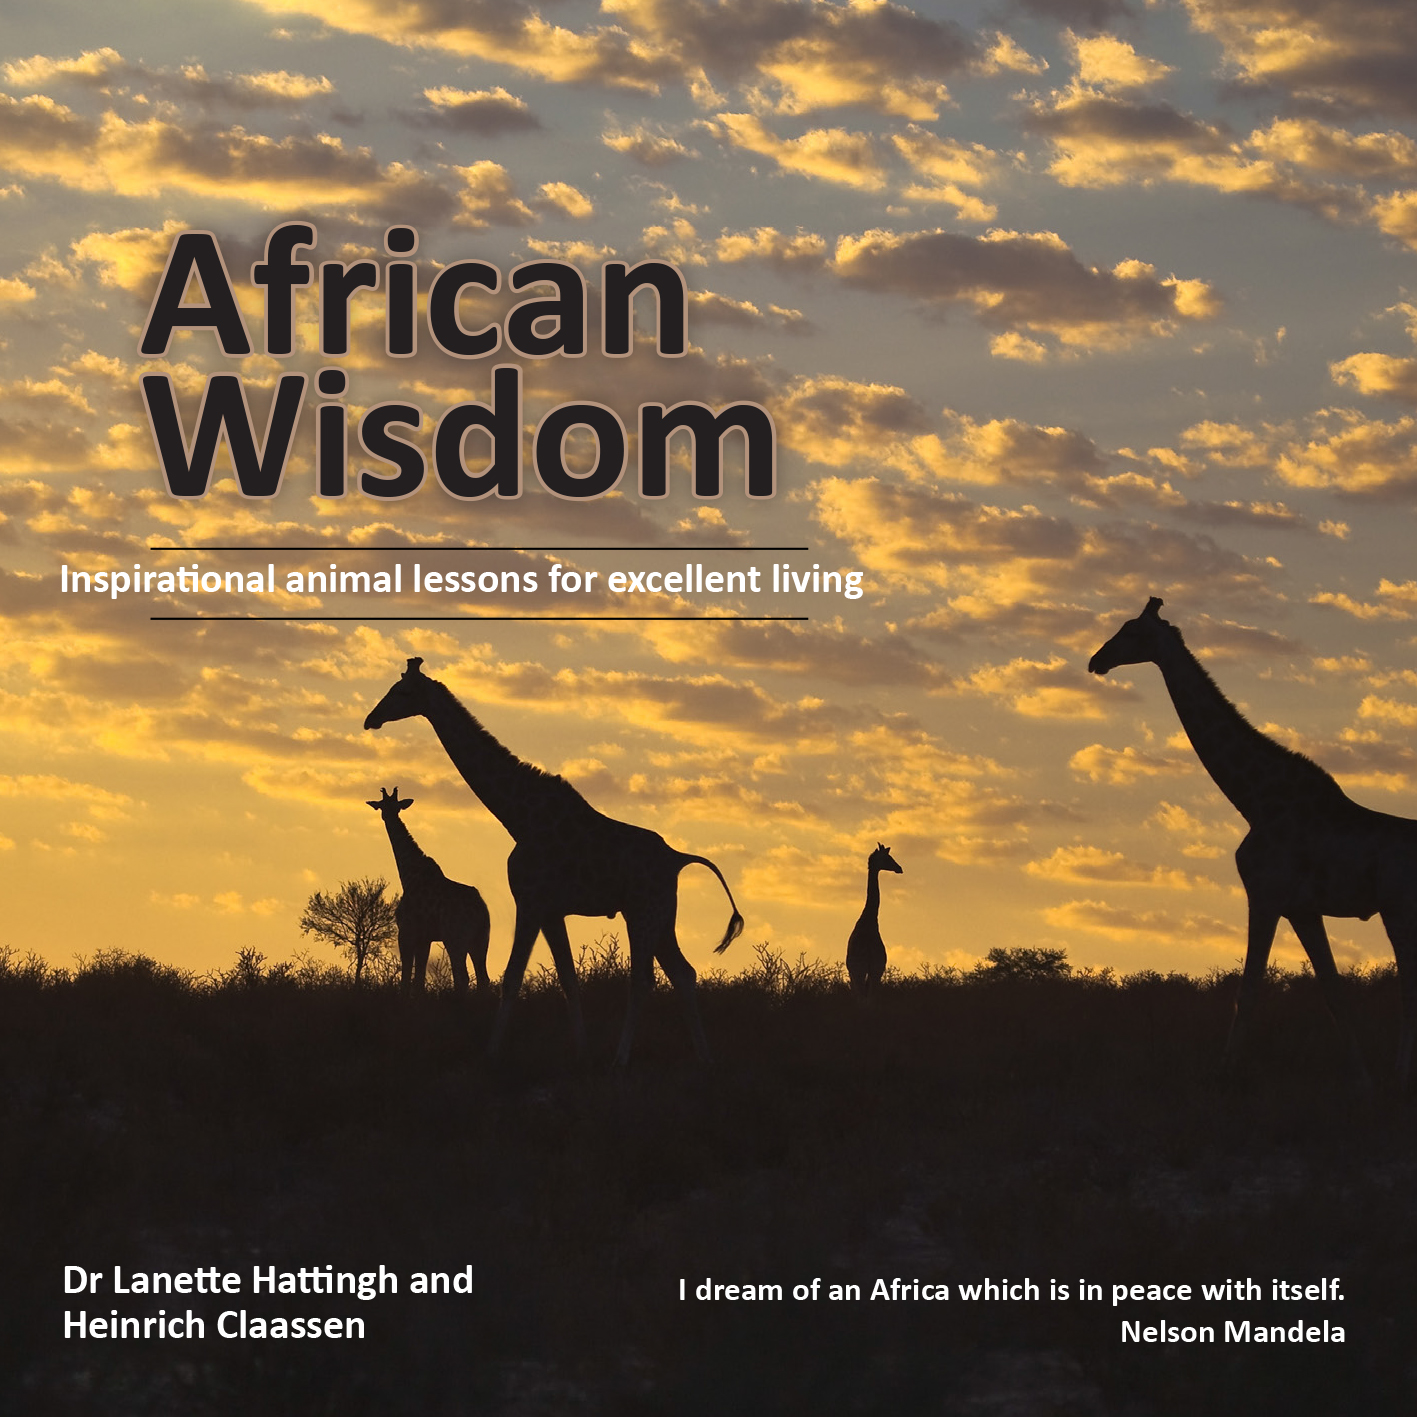 African
Wisdom
Inspirational animal lessons for excellent living
Dr Lanette Hattingh and
Heinrich Claassen
I dream of an Africa which is in peace with itself.
Nelson Mandela